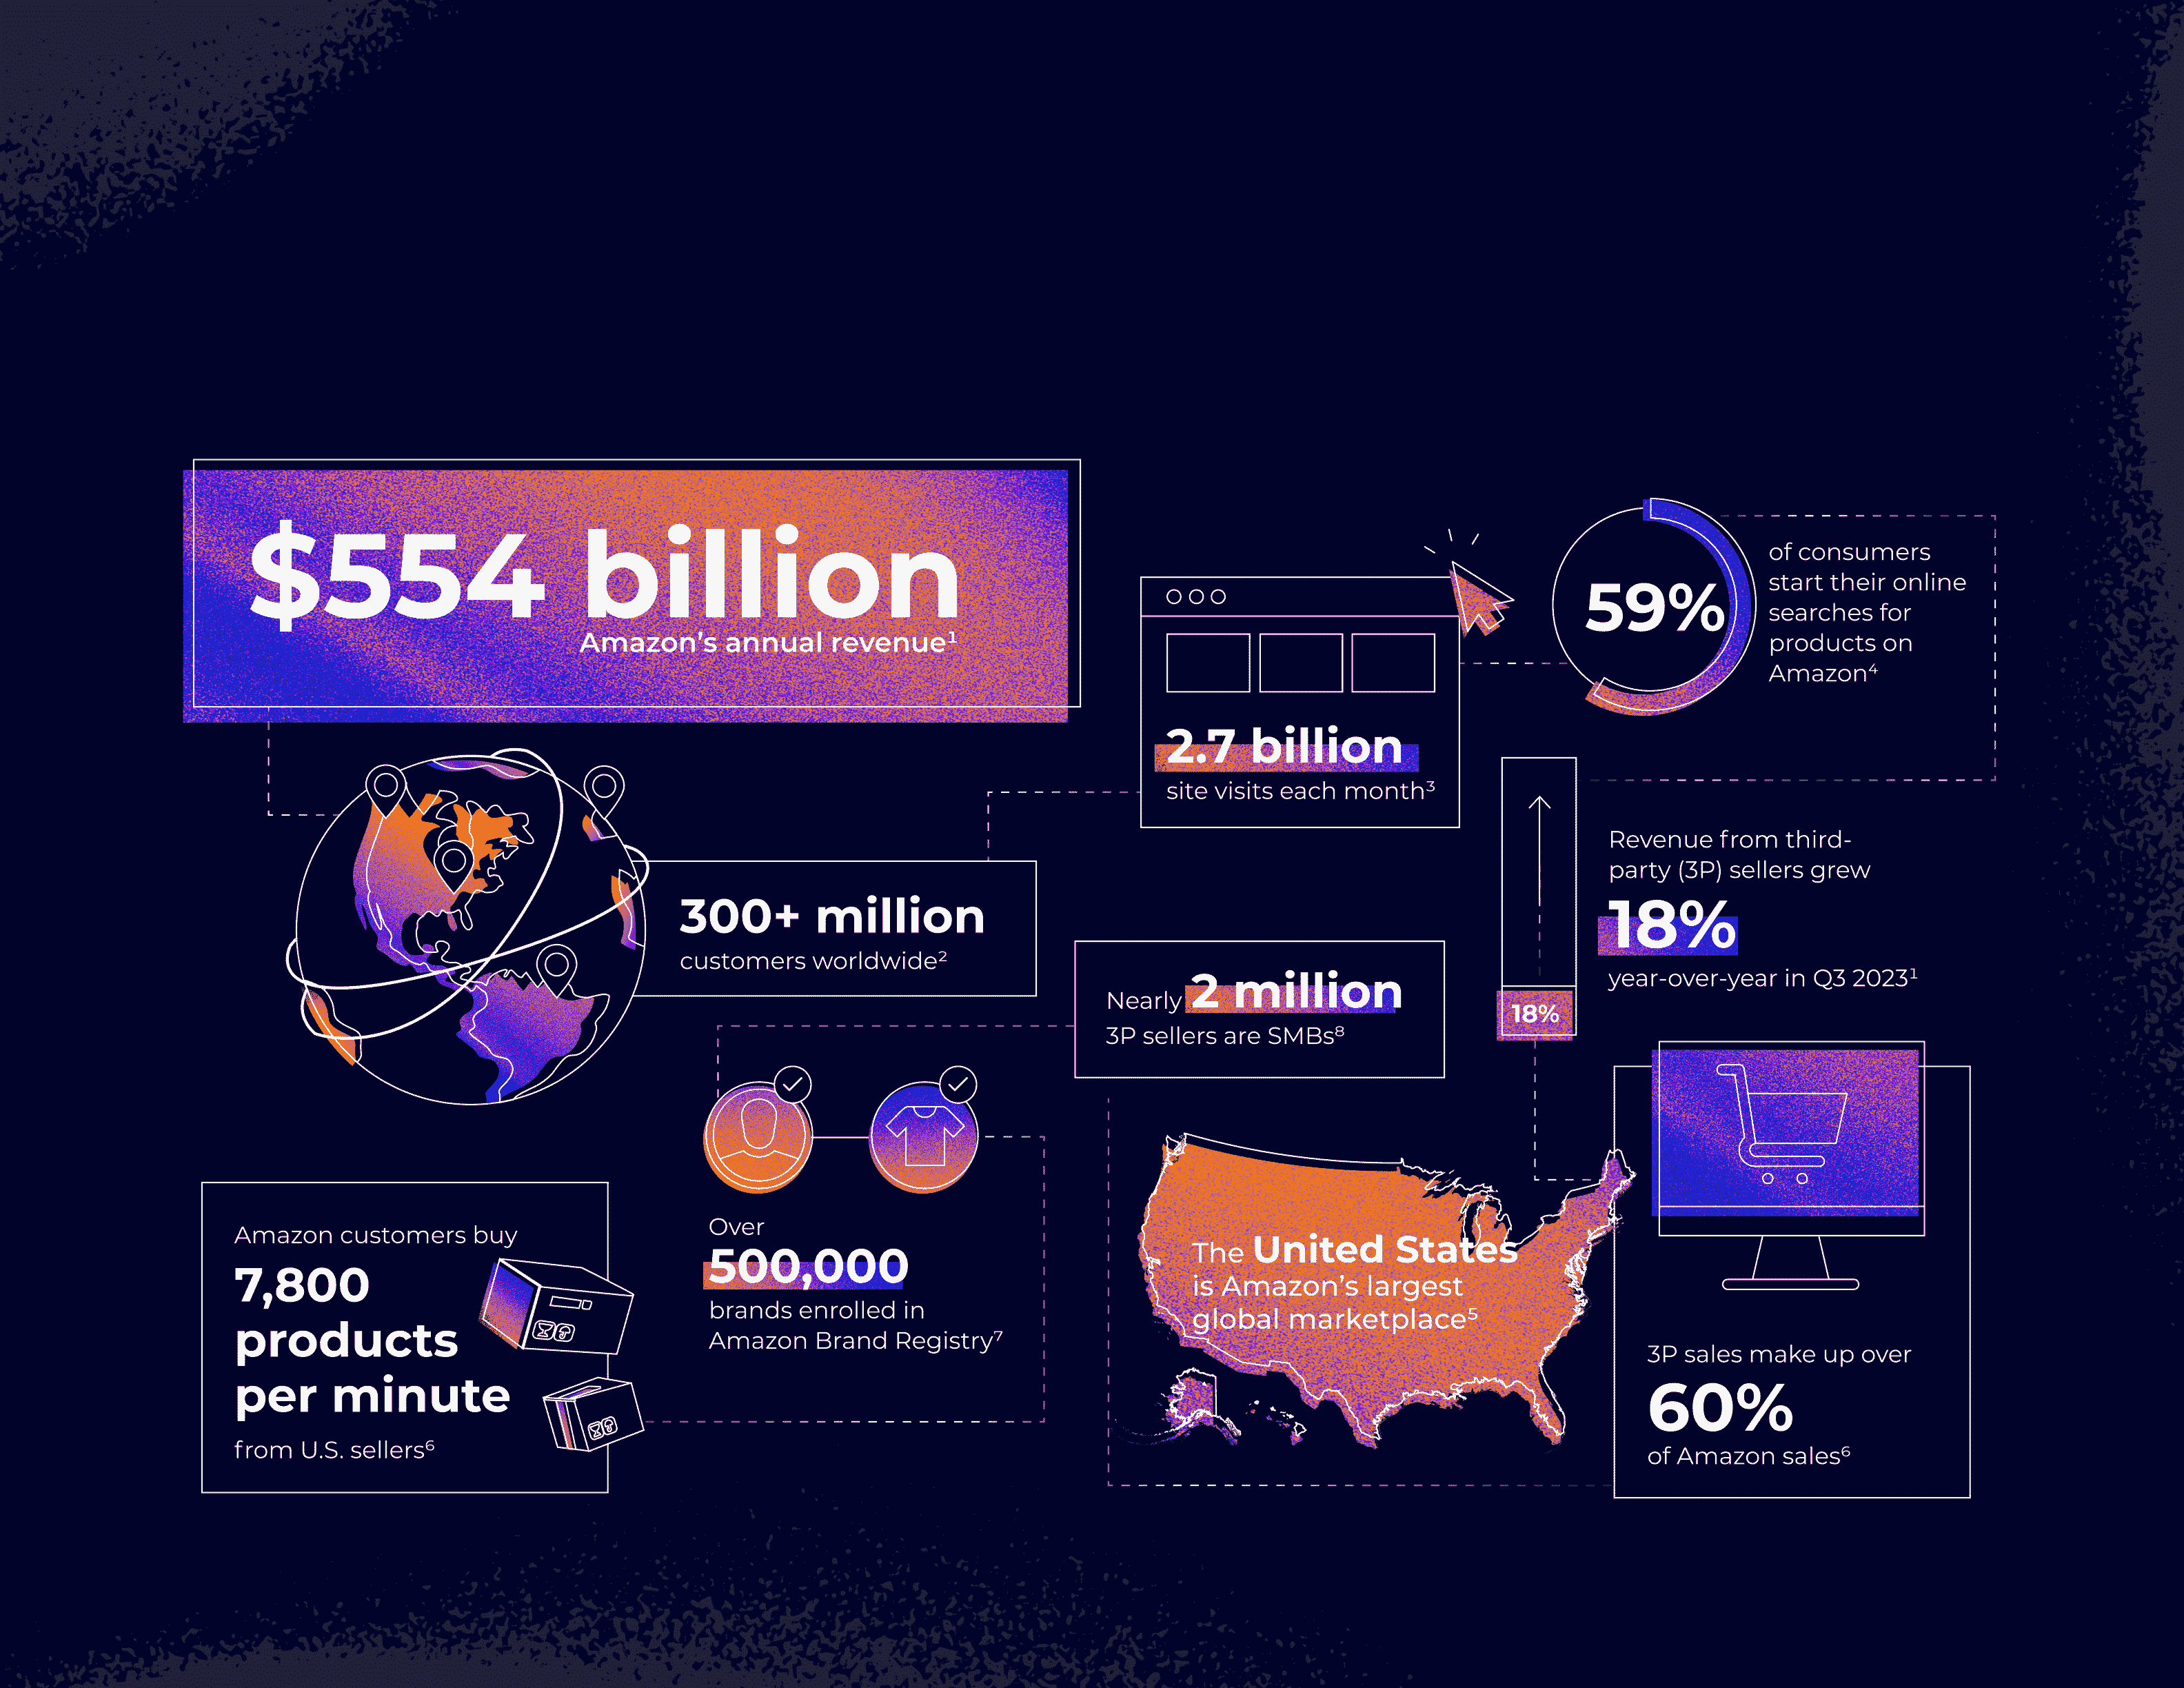 $554 billion
Amazon’s annual revenue¹
300+ million
customers worldwide²
2.7 billion
site visits each month³
59%
of consumers
start their online
searches for
products on
Amazon⁴
Revenue from third-
party (3P) sellers grew
18%
year-over-year in Q3 2023¹
18%
Nearly 2 million
3P sellers are SMBs⁸
Over
500,000
brands enrolled in
Amazon Brand Registry⁷
Amazon customers buy
7,800
products
per minute
from U.S. sellers⁶
The United States
is Amazon’s largest
global marketplace⁵
3P sales make up over
60%
of Amazon sales⁶